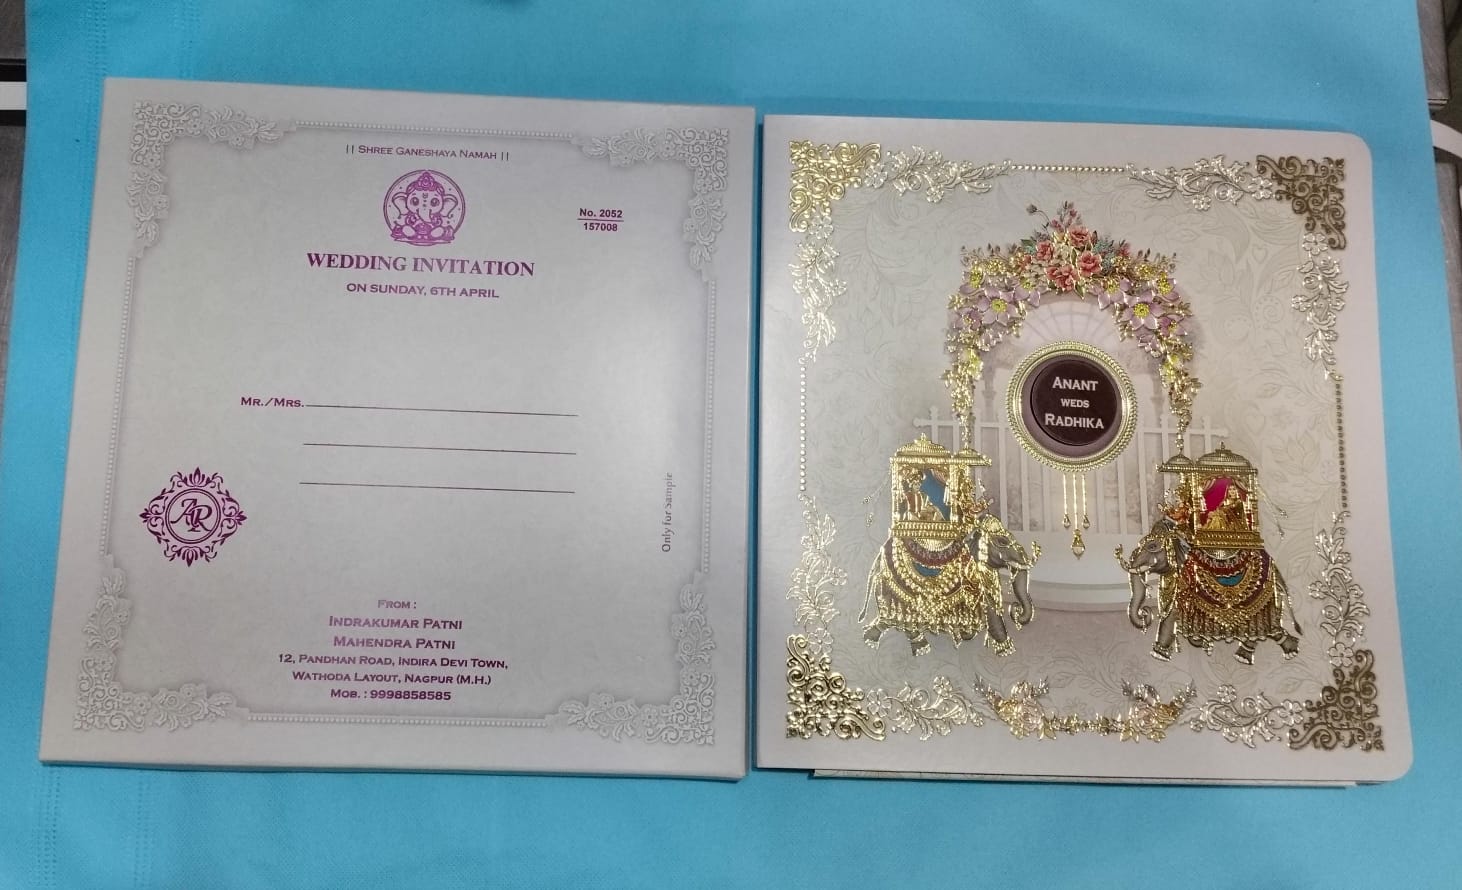 || Shree Ganeshaya Namah ||
No. 2052
157008
WEDDING INVITATION
ON SUNDAY, 6TH APRIL
Mr./Mrs.
AR
Only for Sample
From :
Indrakumar Patni
Mahendra Patni
12, Pandhan Road, Indira Devi Town,
Wathoda Layout, Nagpur (M.H.)
Mob. : 9998858585
Anant
weds
Radhika